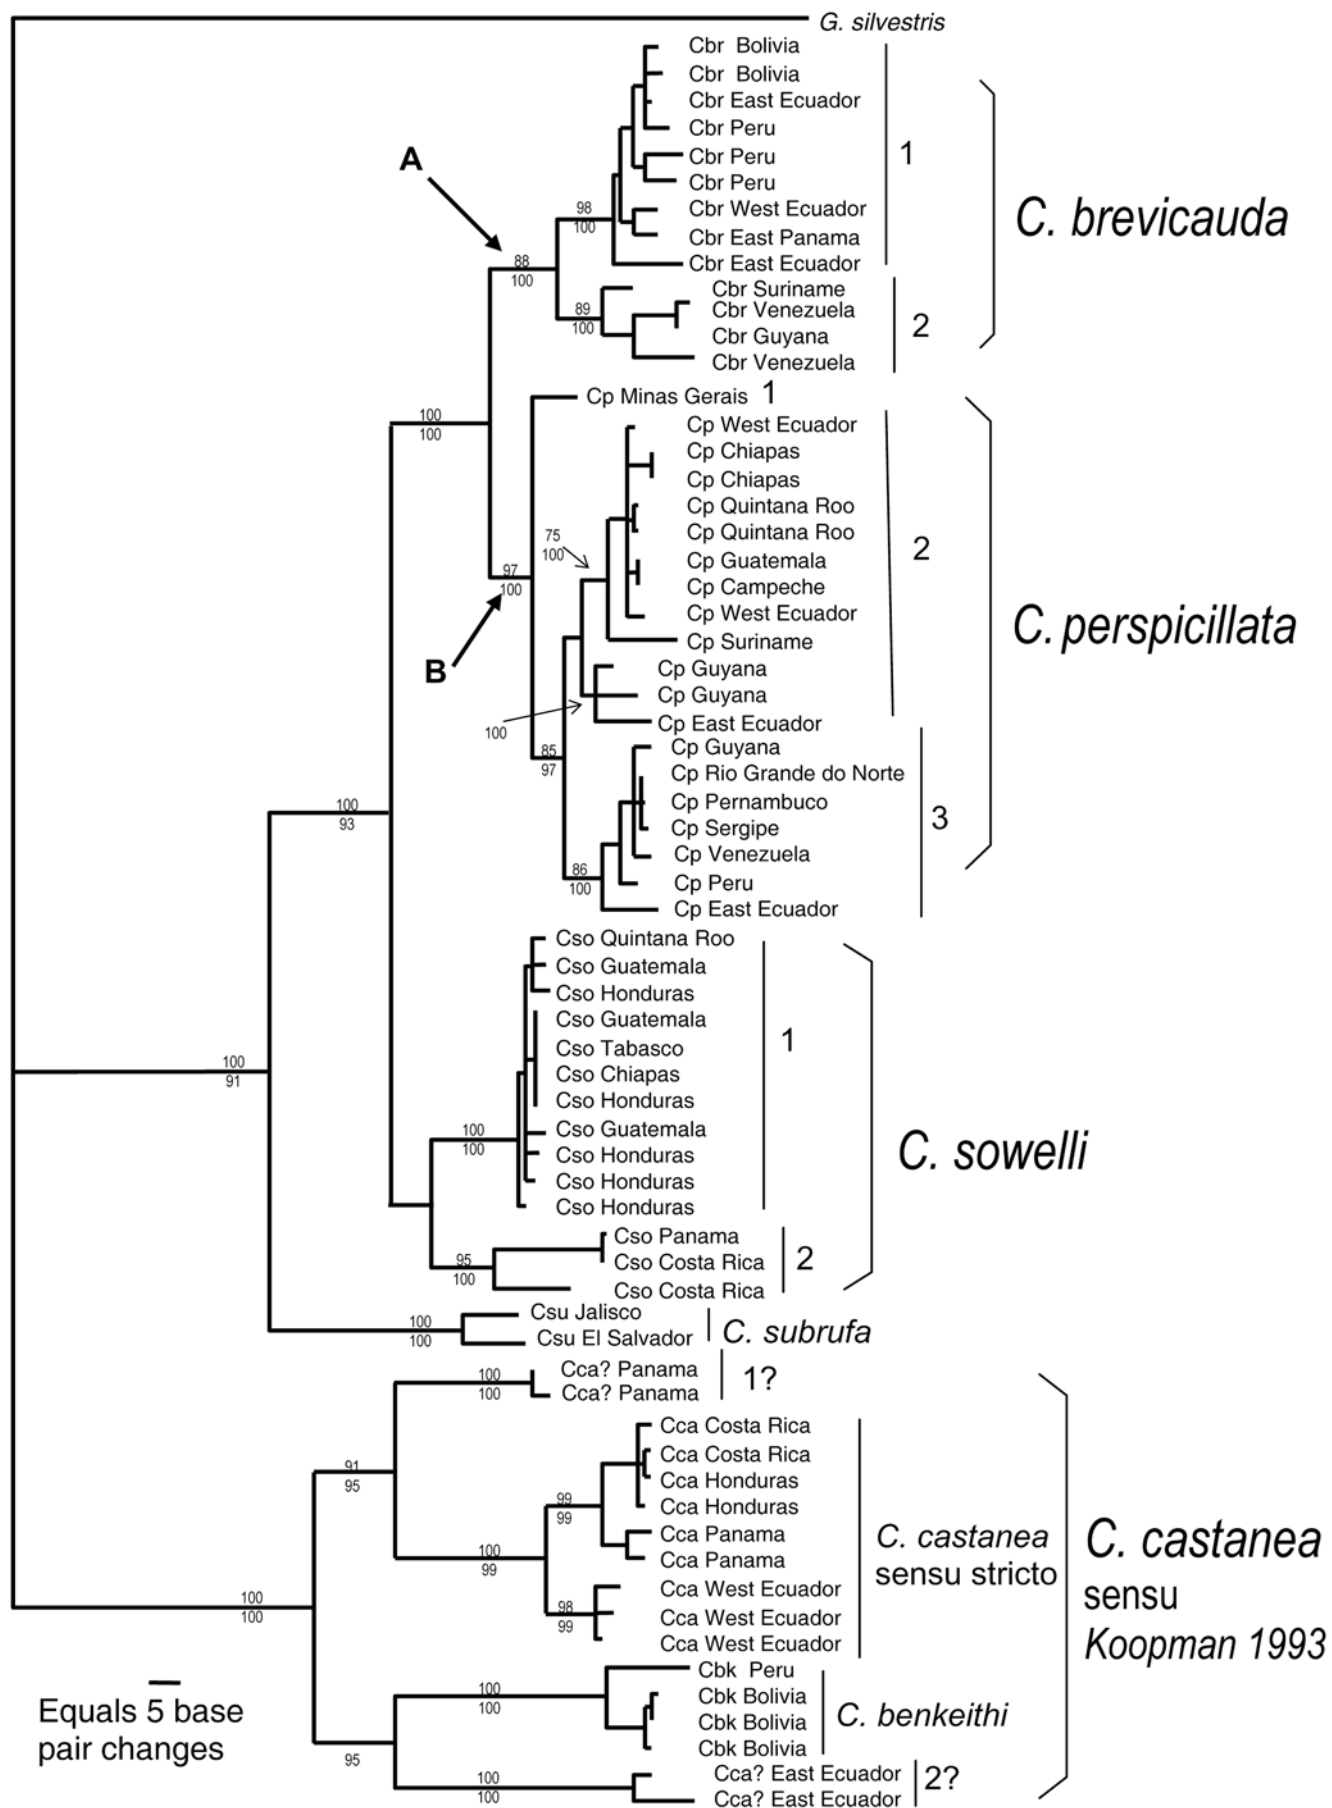 G. silvestris
Cbr Bolivia
Cbr Bolivia
Cbr East Ecuador
Cbr Peru
Cbr Peru
Cbr Peru
Cbr West Ecuador
Cbr East Panama
Cbr East Ecuador
1
Cbr Suriname
Cbr Venezuela
Cbr Guyana
Cbr Venezuela
2
C. brevicauda
A
98
100
88
100
89
100
100
100
Cp Minas Gerais 1
Cp West Ecuador
Cp Chiapas
Cp Chiapas
Cp Quintana Roo
Cp Quintana Roo
Cp Guatemala
Cp Campeche
Cp West Ecuador
Cp Suriname
Cp Guyana
Cp Guyana
Cp East Ecuador
2
Cp Guyana
Cp Rio Grande do Norte
Cp Pernambuco
Cp Sergipe
Cp Venezuela
Cp Peru
Cp East Ecuador
3
C. perspicillata
75
100
97
100
B
100
85
97
86
100
100
93
Cso Quintana Roo
Cso Guatemala
Cso Honduras
Cso Guatemala
Cso Tabasco
Cso Chiapas
Cso Honduras
Cso Guatemala
Cso Honduras
Cso Honduras
Cso Honduras
1
Cso Panama
Cso Costa Rica
Cso Costa Rica
2
C. sowelli
100
91
100
100
95
100
Csu Jalisco
Csu El Salvador
C. subrufa
100
100
Cca? Panama
Cca? Panama
1?
100
100
Cca Costa Rica
Cca Costa Rica
Cca Honduras
Cca Honduras
Cca Panama
Cca Panama
Cca West Ecuador
Cca West Ecuador
Cca West Ecuador
C. castanea
sensu stricto
91
95
99
99
100
99
98
99
100
100
C. castanea
sensu
Koopman 1993
Cbk Peru
Cbk Bolivia
Cbk Bolivia
Cbk Bolivia
C. benkeithi
100
100
95
Cca? East Ecuador
Cca? East Ecuador
2?
100
100
Equals 5 base
pair changes